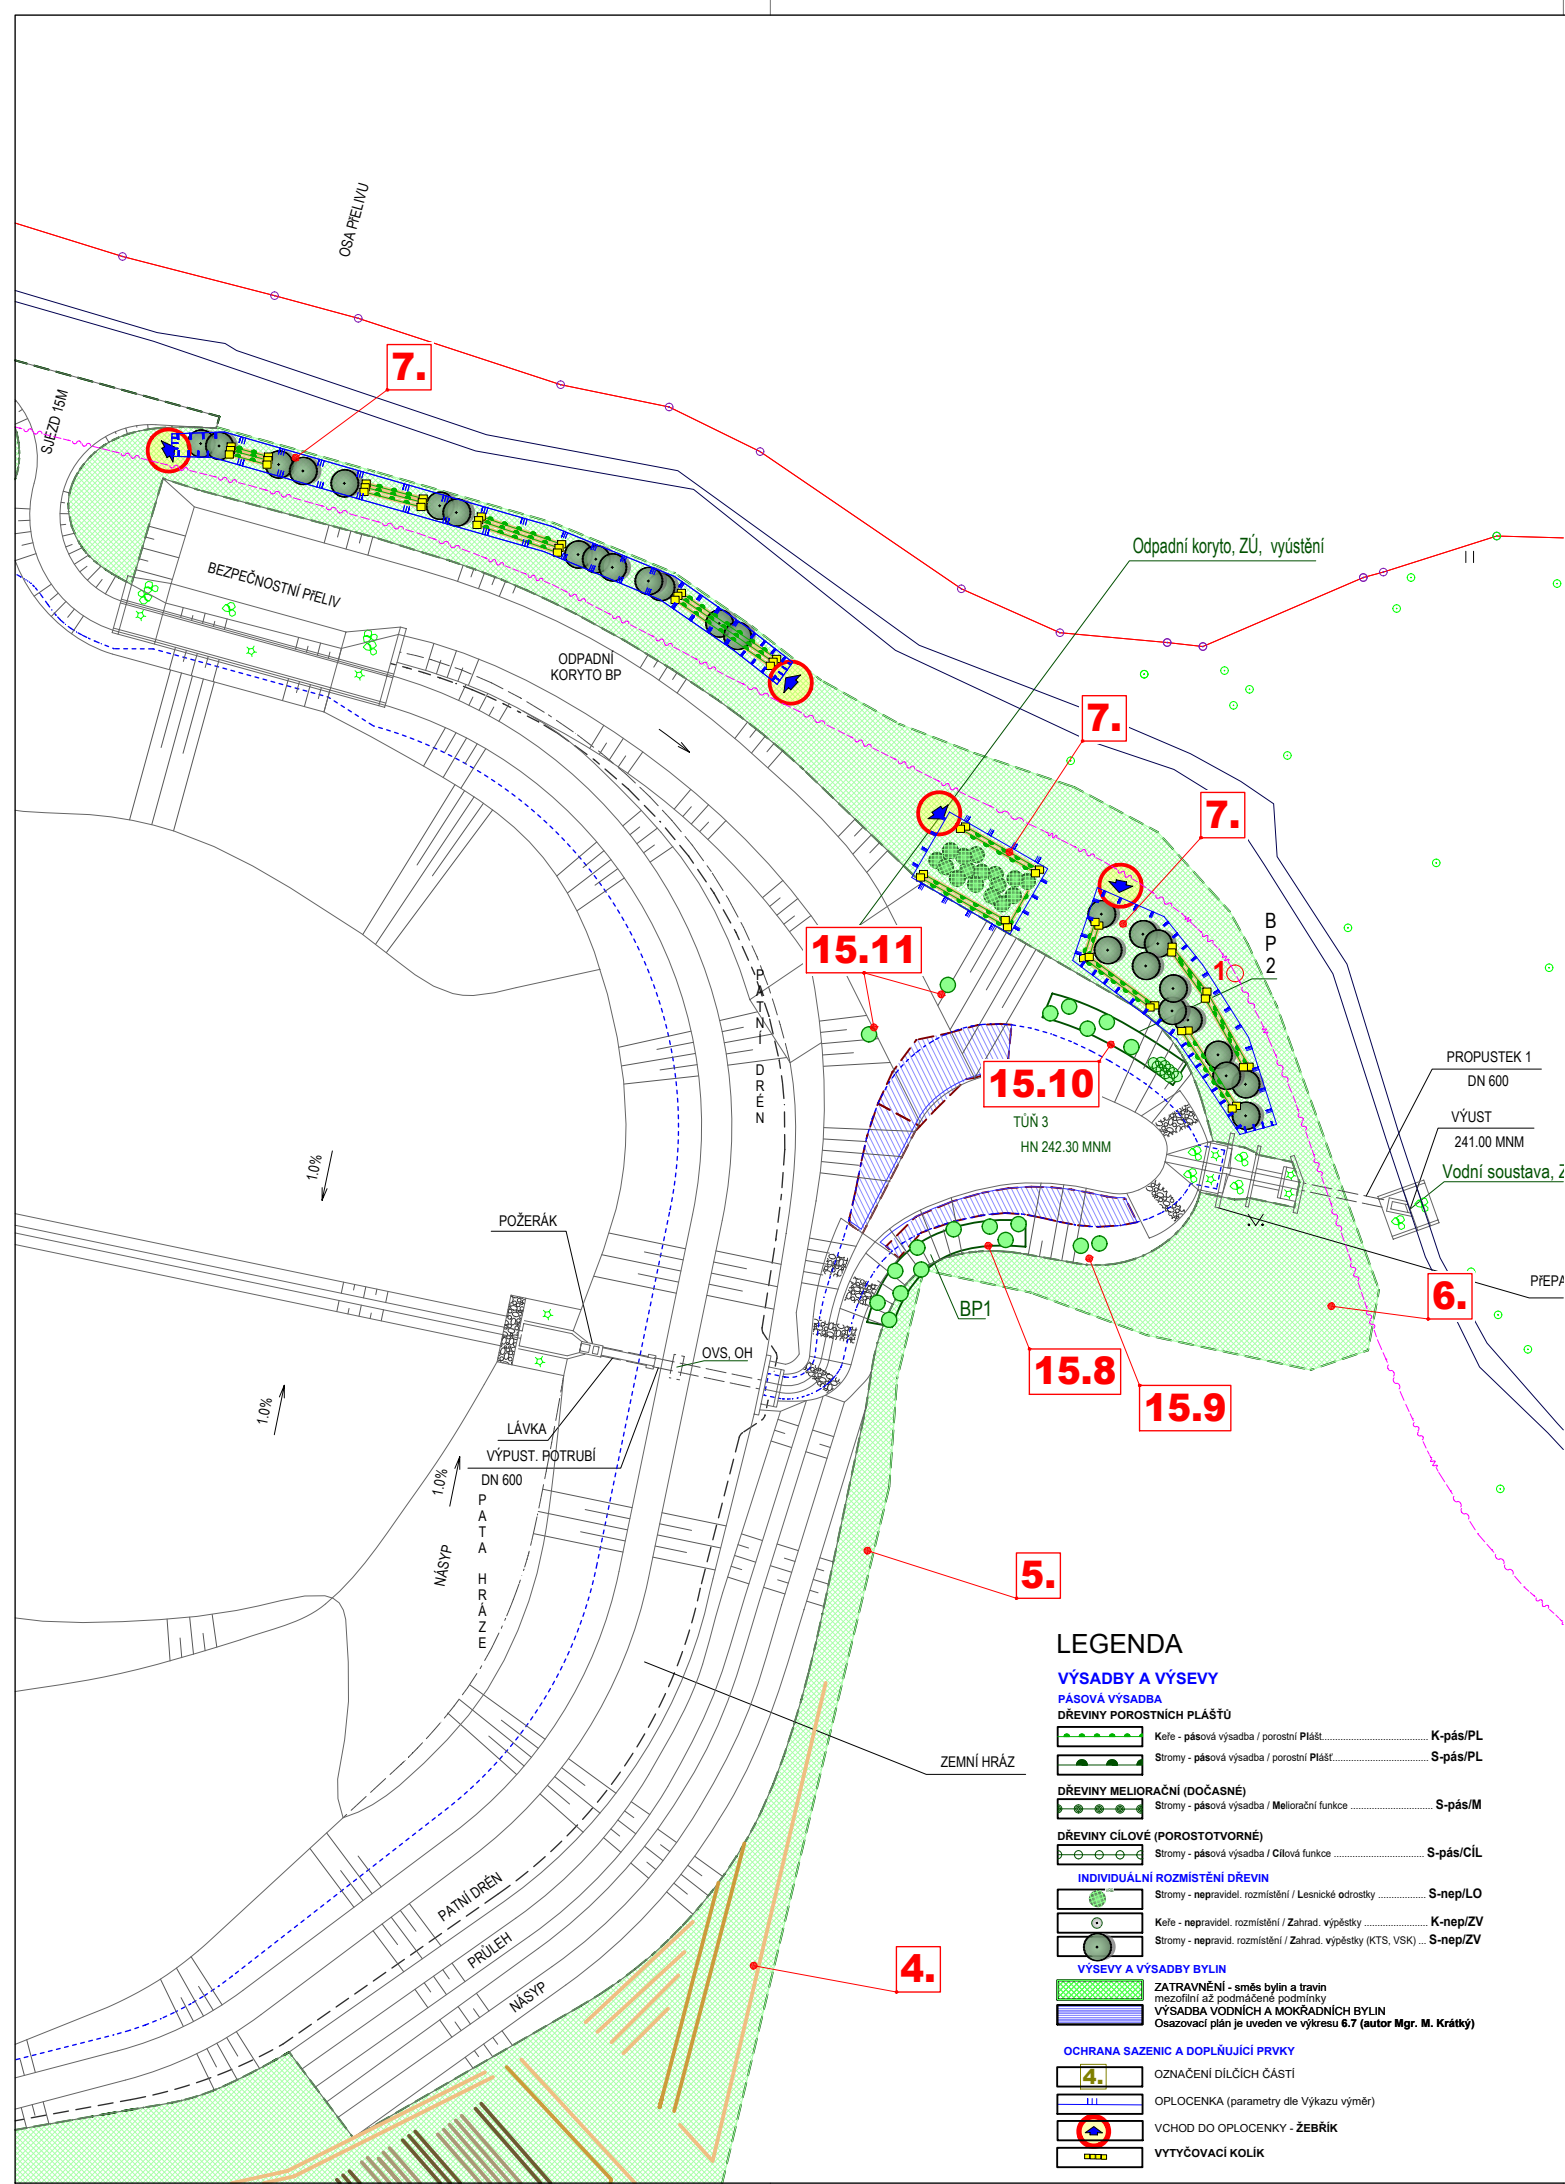 OSA PřELIVU
7.
SJEZD 15M
BEZPEČNOSTNÍ PřELIV
ODPADNÍ
KORYTO BP
Odpadní koryto, ZÚ, vyústění
7.
7.
15.11
B
P
2
1
PATNÍ DRÉN
15.10
TŮŇ 3
HN 242.30 MNM
PROPUSTEK 1
DN 600
VÝUST
241.00 MNM
Vodní soustava, Z
PřEPA
6.
1.0%
POŽERÁK
BP1
OVS, OH
15.8
15.9
1.0%
LÁVKA
VÝPUST. POTRUBÍ
DN 600
1.0%
NÁSYP
PATA HRÁZE
5.
ZEMNÍ HRÁZ
PATNÍ DRÉN
PRŮLEH
NÁSYP
4.
LEGENDA
VÝSADBY A VÝSEVY
PÁSOVÁ VÝSADBA
DŘEVINY POROSTNÍCH PLÁŠŤŮ
Keře - pásová výsadba / porostní Plášť........................................ K-pás/PL
Stromy - pásová výsadba / porostní Plášť.................................... S-pás/PL
DŘEVINY MELIORAČNÍ (DOČASNÉ)
Stromy - pásová výsadba / Meliorační funkce ............................... S-pás/M
DŘEVINY CÍLOVÉ (POROSTOTVORNÉ)
Stromy - pásová výsadba / Cílová funkce .................................. S-pás/CÍL
INDIVIDUÁLNÍ ROZMÍSTĚNÍ DŘEVIN
Stromy - nepravidel. rozmístění / Lesnické odrostky .................. S-nep/LO
Keře - nepravidel. rozmístění / Zahrad. výpěstky ........................ K-nep/ZV
Stromy - nepravid. rozmístění / Zahrad. výpěstky (KTS, VSK) ... S-nep/ZV
VÝSEVY A VÝSADBY BYLIN
ZATRAVNĚNÍ - směs bylin a travin
mezofilní až podmáčené podmínky
VÝSADBA VODNÍCH A MOKŘADNÍCH BYLIN
Osazovací plán je uveden ve výkresu 6.7 (autor Mgr. M. Krátký)
OCHRANA SAZENIC A DOPLŇUJÍCÍ PRVKY
4.
OZNAČENÍ DÍLČÍCH ČÁSTÍ
OPLOCENKA (parametry dle Výkazu výměr)
VCHOD DO OPLOCENKY - ŽEBŘÍK
VYTYČOVACÍ KOLÍK